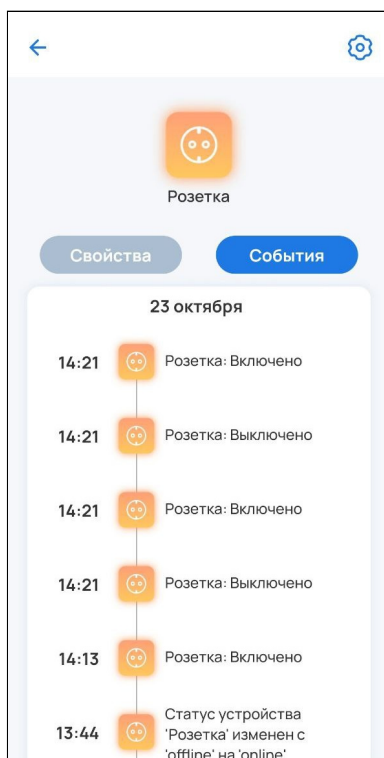 Розетка
Свойства
События
23 октября
14:21
Розетка: Включено
14:21
Розетка: Выключено
14:21
Розетка: Включено
14:21
Розетка: Выключено
14:13
Розетка: Включено
13:44
Статус устройства
'Розетка' изменен с
'offline' на 'online'